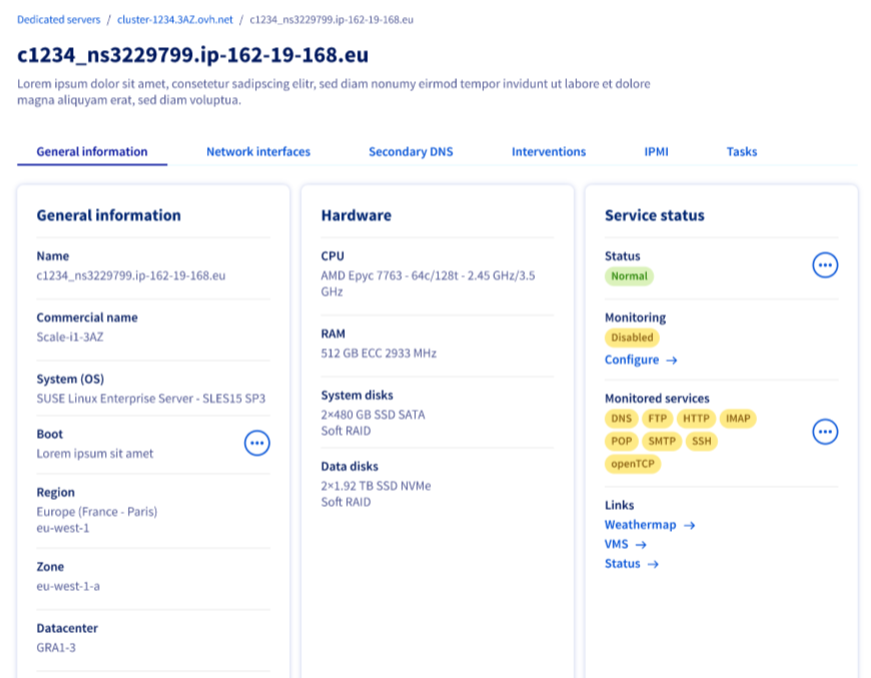 Dedicated servers / cluster-1234.3AZ.ovh.net / c1234_ns3229799.ip-162-19-168.eu
c1234_ns3229799.ip-162-19-168.eu
Lorem ipsum dolor sit amet, consetetur sadipscing elitr, sed diam nonumy eirmod tempor invidunt ut labore et dolore
magna aliquyam erat, sed diam voluptua.
General information
Network interfaces
Secondary DNS
Interventions
IPMI
Tasks
General information
Name
c1234_ns3229799.ip-162-19-168.eu
Commercial name
Scale-i1-3AZ
System (OS)
SUSE Linux Enterprise Server - SLES15 SP3
Boot
Lorem ipsum sit amet
Region
Europe (France - Paris)
eu-west-1
Zone
eu-west-1-a
Datacenter
GRA1-3
Hardware
CPU
AMD Epyc 7763 - 64c/128t - 2.45 GHz/3.5
GHz
RAM
512 GB ECC 2933 MHz
System disks
2×480 GB SSD SATA
Soft RAID
Data disks
2×1.92 TB SSD NVMe
Soft RAID
Service status
Status
Normal
Monitoring
Disabled
Configure →
Monitored services
DNS FTP HTTP IMAP
POP SMTP SSH
openTCP
Links
Weathermap →
VMS →
Status →